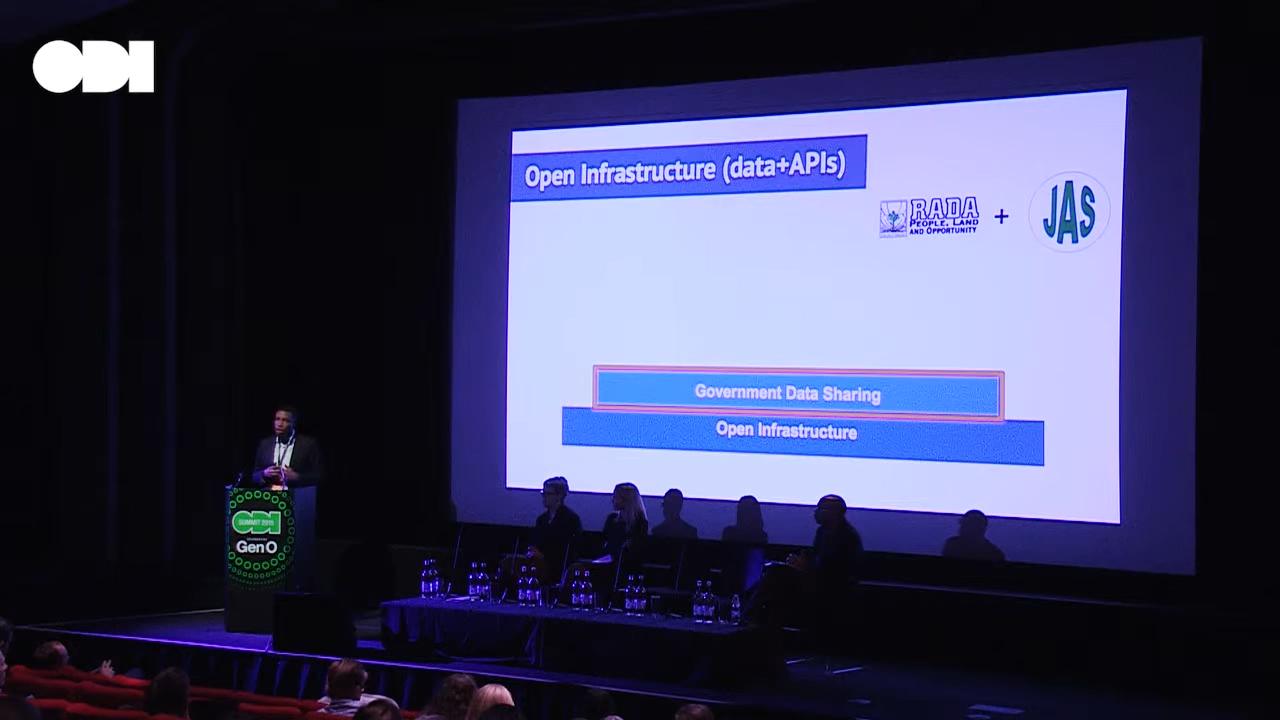 ODI
Open Infrastructure (data+APIs)
RADA
PEOPLE, LAND
AND OPPORTUNITY
+
JAS
Government Data Sharing
Open Infrastructure
SUMMIT 2015
ODI
Gen O